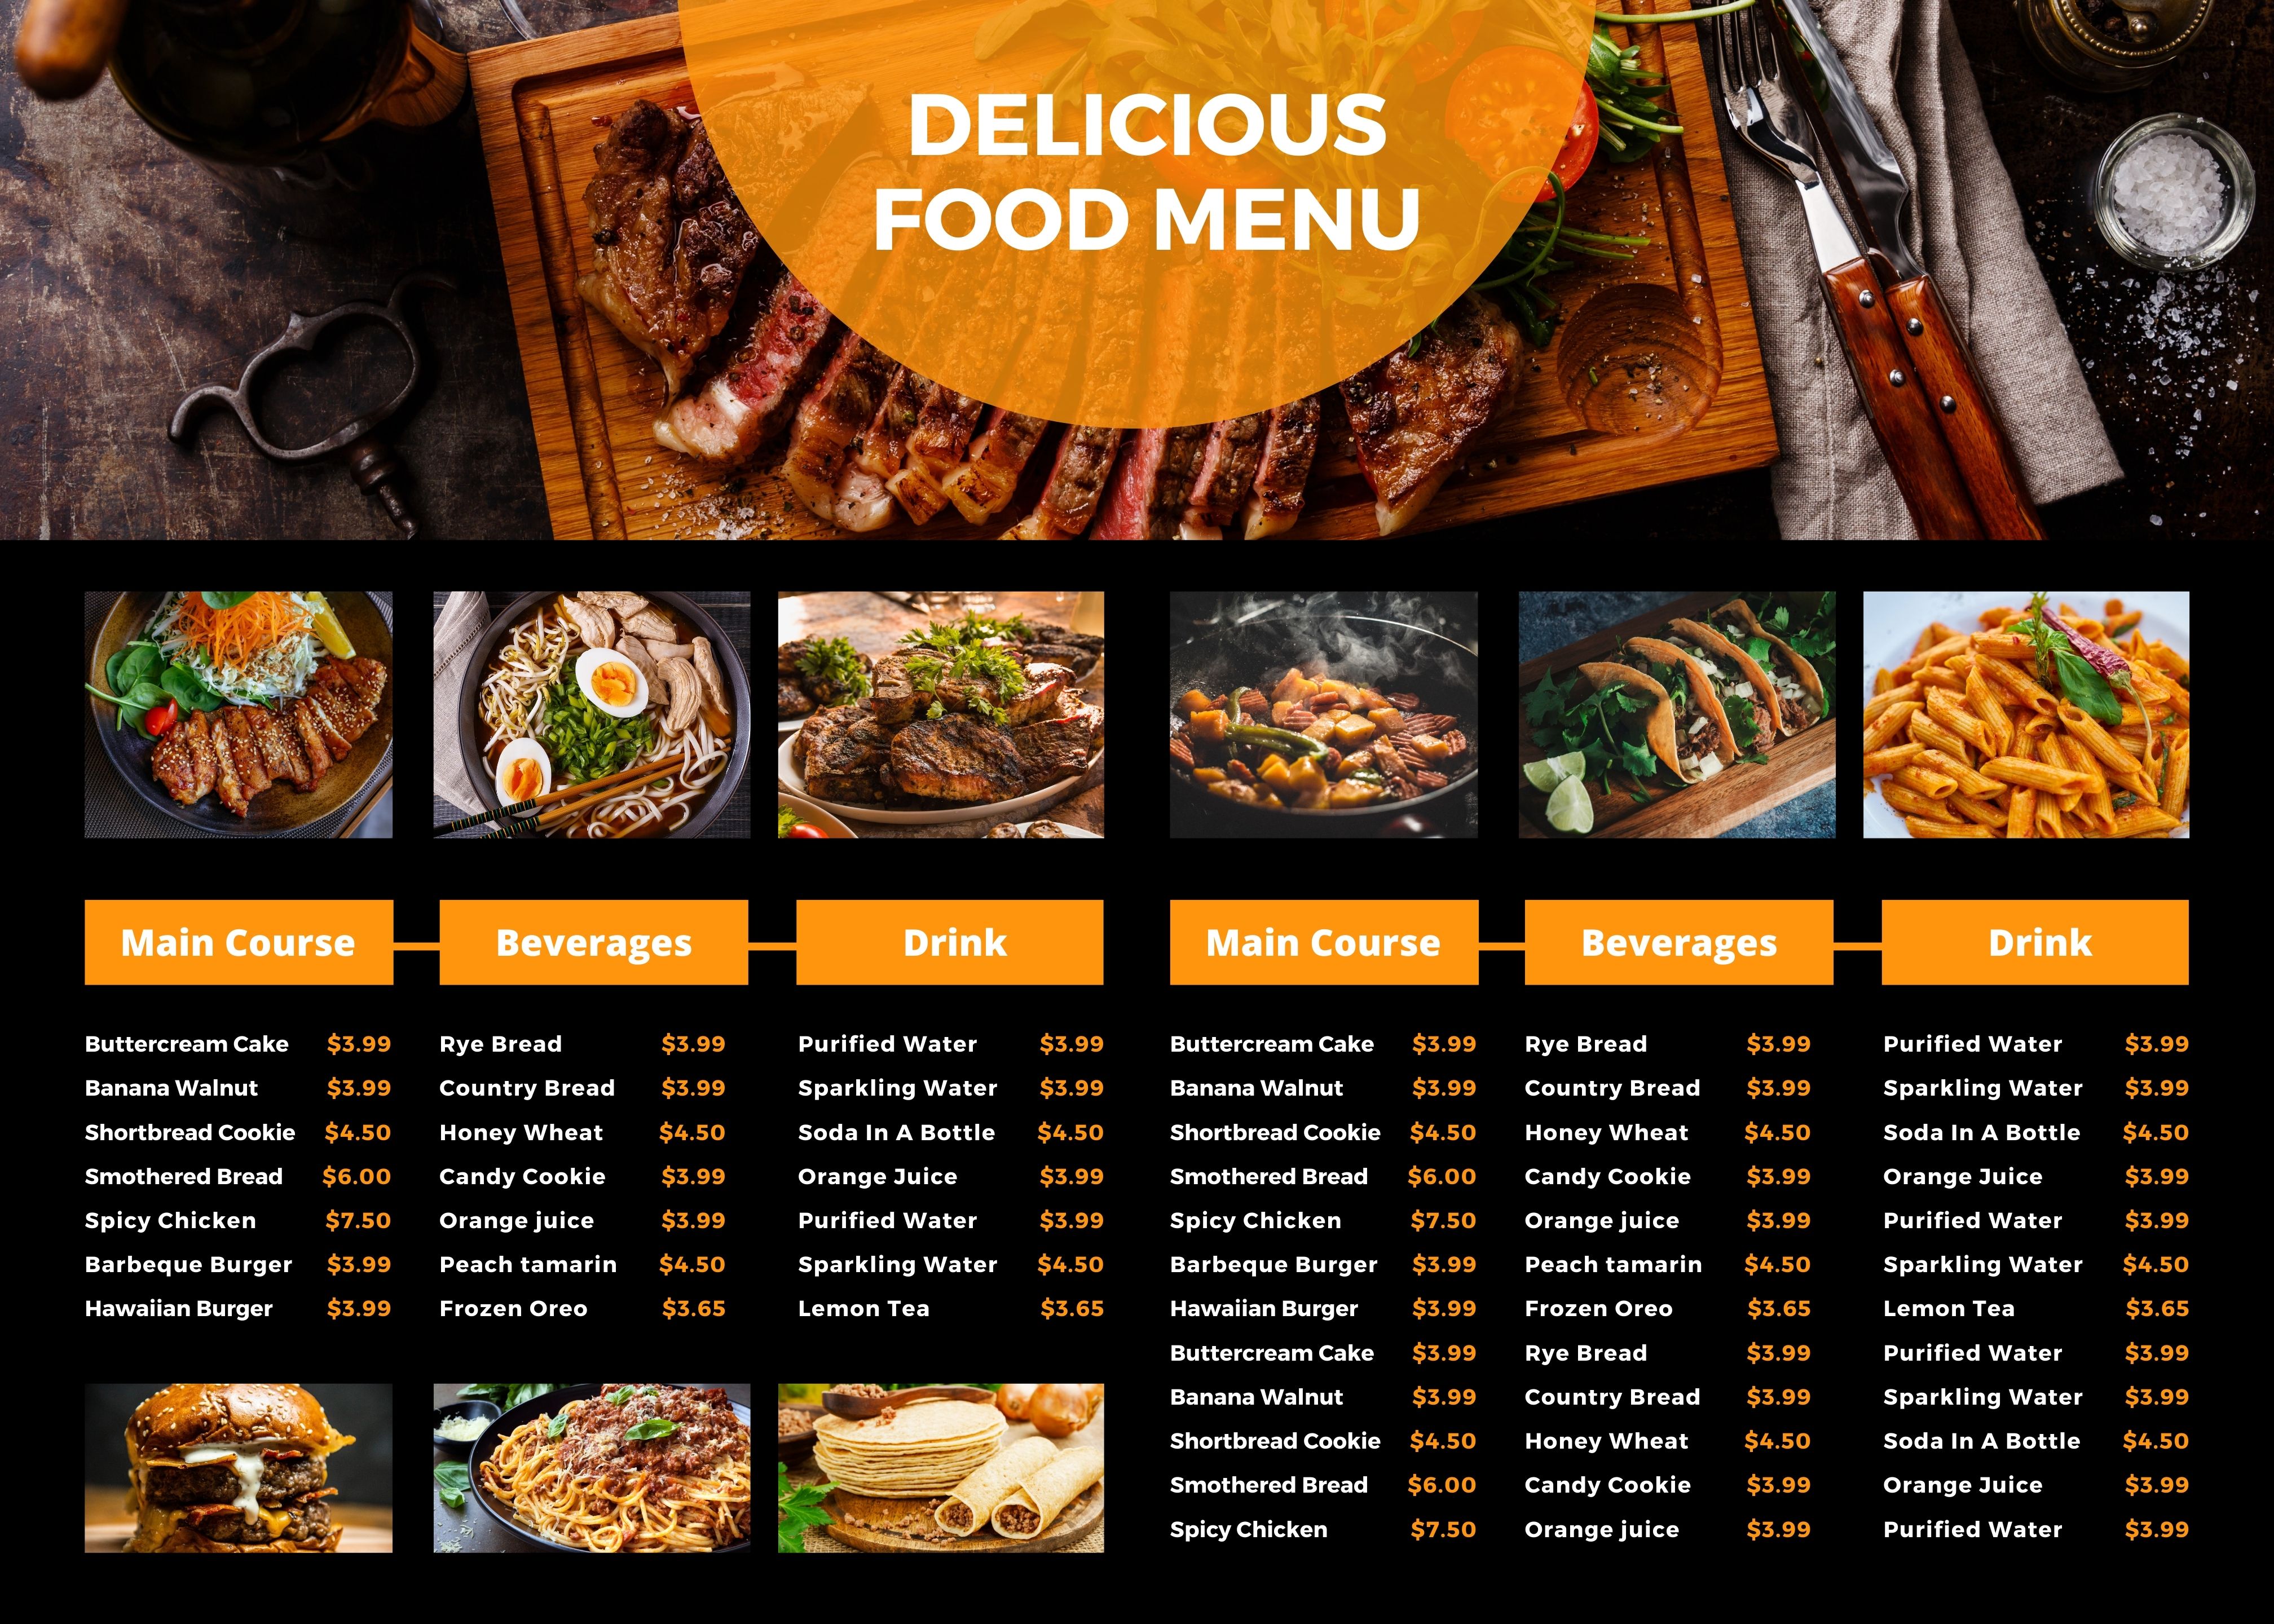 DELICIOUS
FOOD MENU
Main Course
Buttercream Cake $3.99
Banana Walnut $3.99
Shortbread Cookie $4.50
Smothered Bread $6.00
Spicy Chicken $7.50
Barbeque Burger $3.99
Hawaiian Burger $3.99
Beverages
Rye Bread $3.99
Country Bread $3.99
Honey Wheat $4.50
Candy Cookie $3.99
Orange juice $3.99
Peach tamarin $4.50
Frozen Oreo $3.65
Drink
Purified Water $3.99
Sparkling Water $3.99
Soda In A Bottle $4.50
Orange Juice $3.99
Purified Water $3.99
Sparkling Water $4.50
Lemon Tea $3.65
Main Course
Buttercream Cake $3.99
Banana Walnut $3.99
Shortbread Cookie $4.50
Smothered Bread $6.00
Spicy Chicken $7.50
Barbeque Burger $3.99
Hawaiian Burger $3.99
Buttercream Cake $3.99
Banana Walnut $3.99
Shortbread Cookie $4.50
Smothered Bread $6.00
Spicy Chicken $7.50
Beverages
Rye Bread $3.99
Country Bread $3.99
Honey Wheat $4.50
Candy Cookie $3.99
Orange juice $3.99
Peach tamarin $4.50
Frozen Oreo $3.65
Rye Bread $3.99
Country Bread $3.99
Honey Wheat $4.50
Candy Cookie $3.99
Orange juice $3.99
Drink
Purified Water $3.99
Sparkling Water $3.99
Soda In A Bottle $4.50
Orange Juice $3.99
Purified Water $3.99
Sparkling Water $4.50
Lemon Tea $3.65
Purified Water $3.99
Sparkling Water $3.99
Soda In A Bottle $4.50
Orange Juice $3.99
Purified Water $3.99